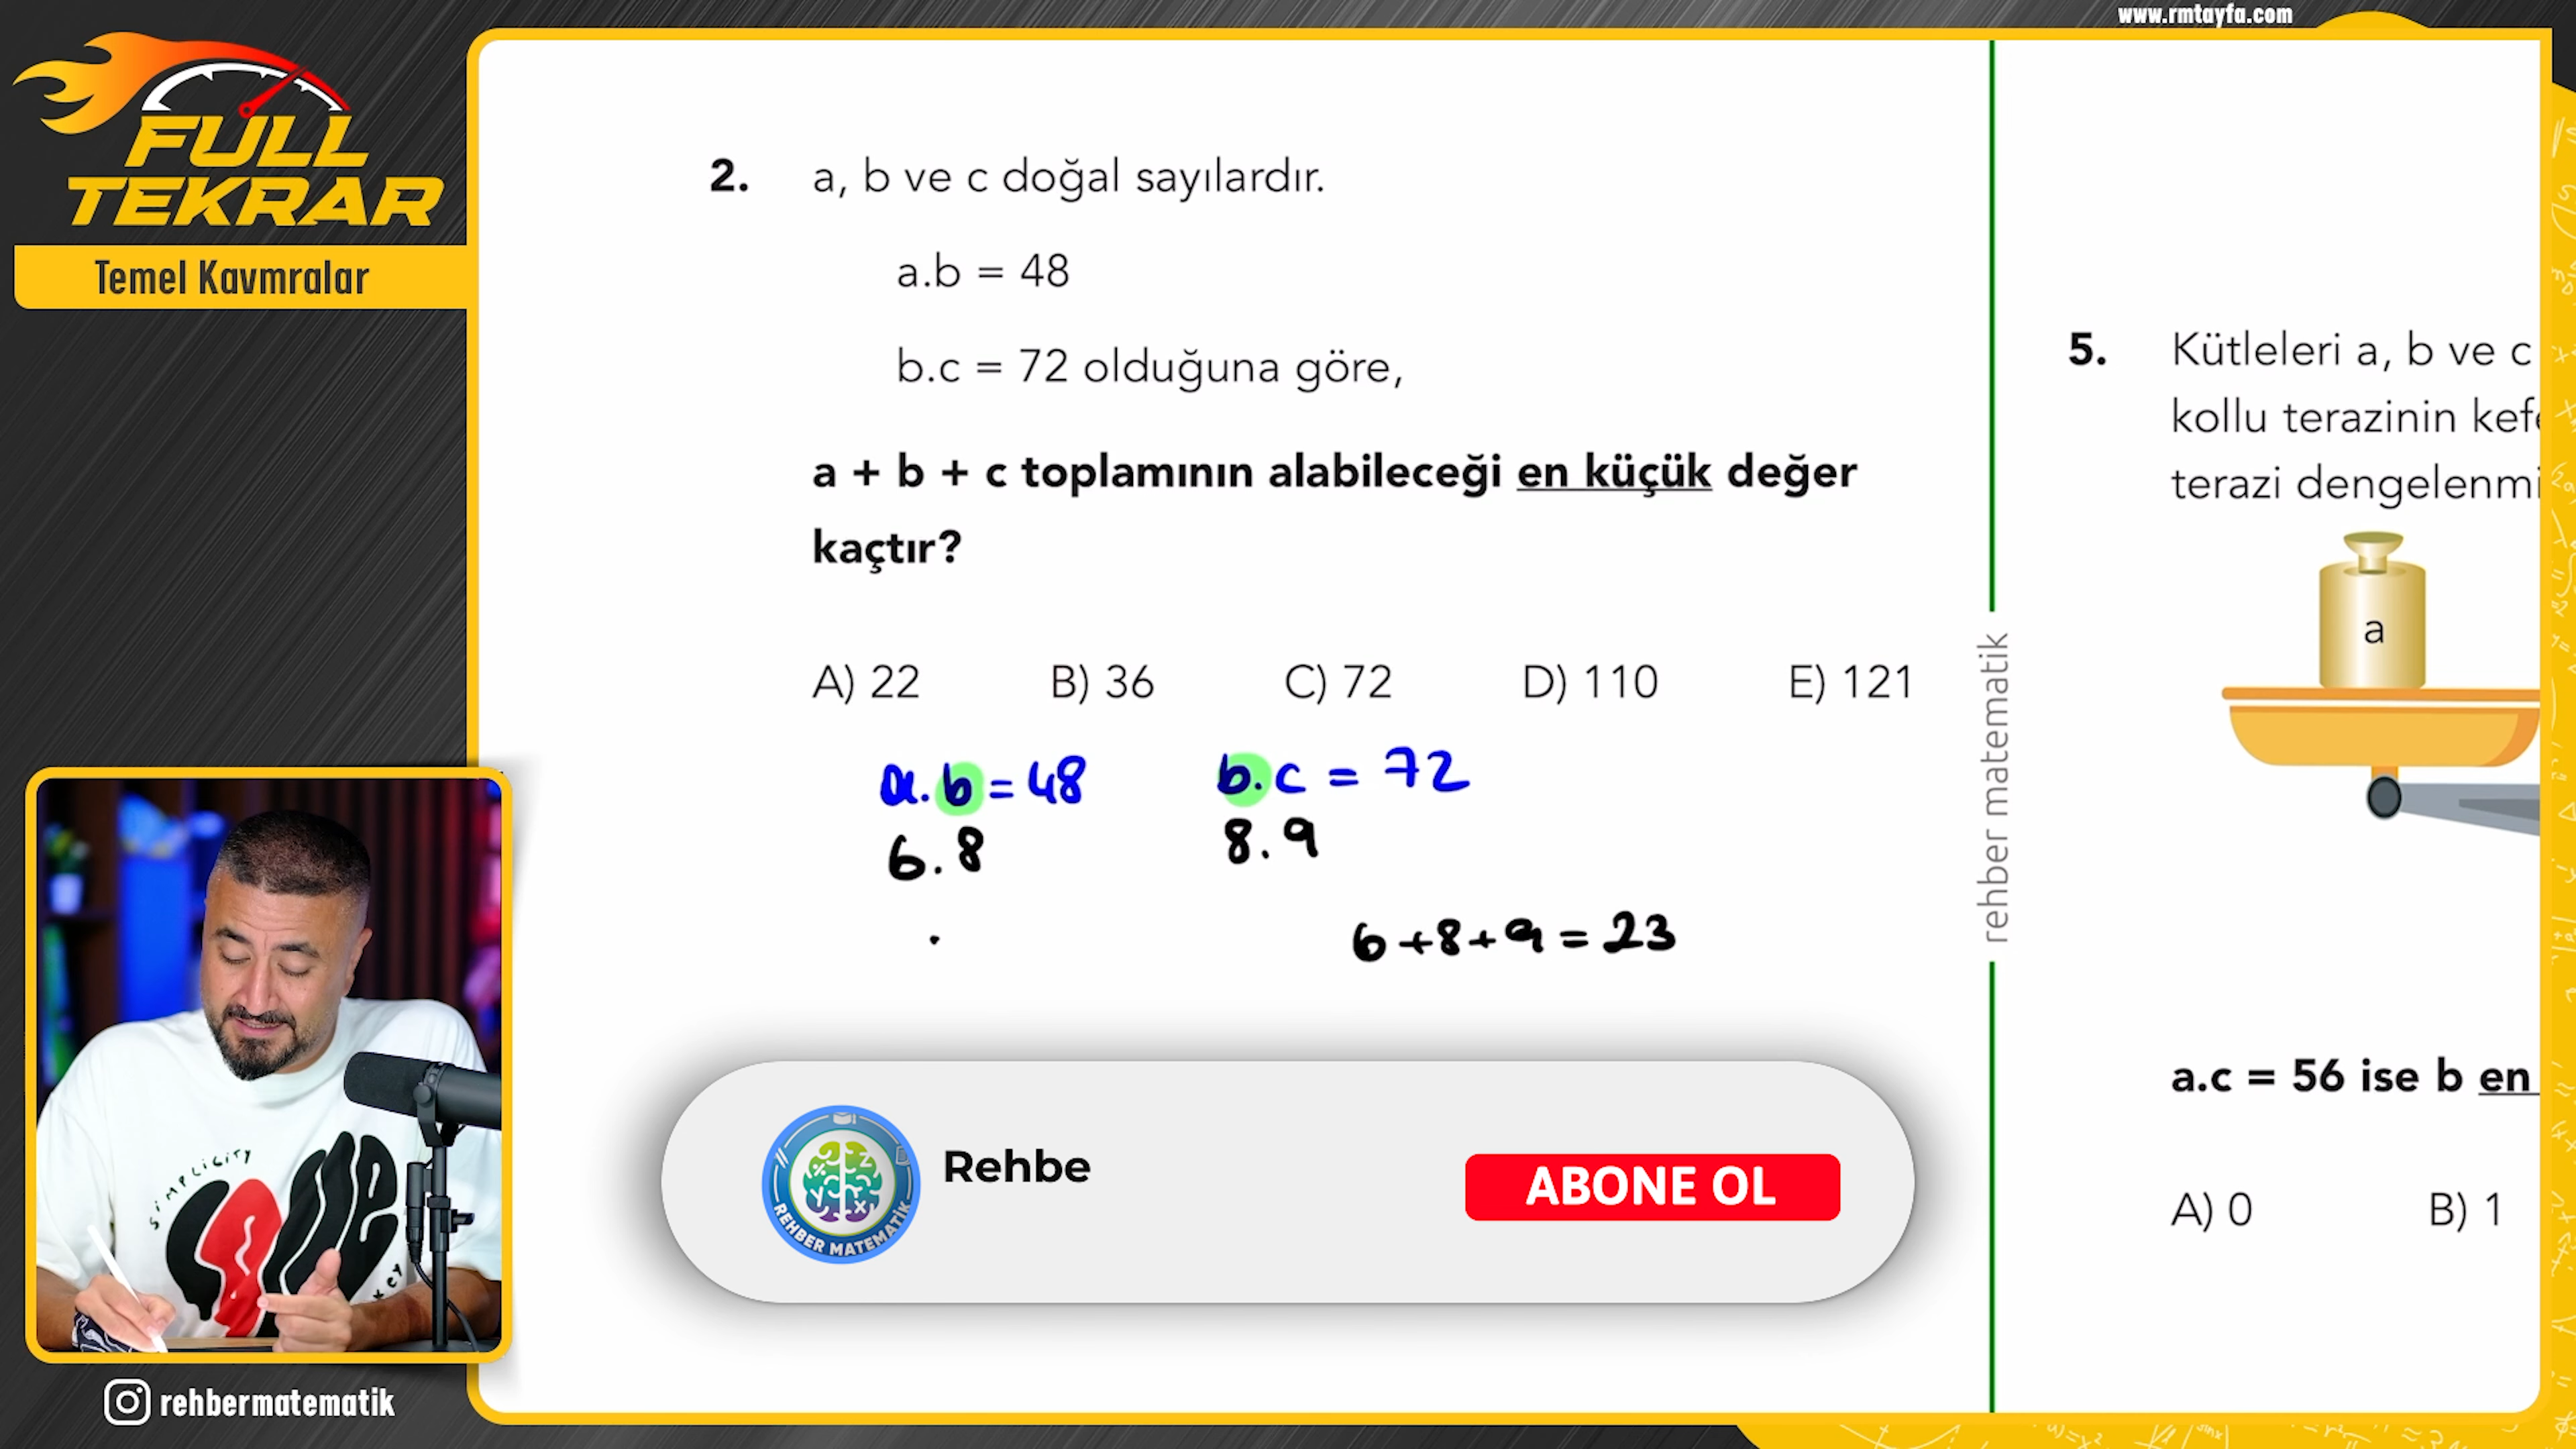 www.rmtayfa.com
FULL
TEKRAR
Temel Kavmralar
2. a, b ve c doğal sayılardır.
a.b = 48
b.c = 72 olduğuna göre,
a + b + c toplamının alabileceği en küçük değer
kaçtır?
A) 22 B) 36 C) 72 D) 110 E) 121
a.b = 48 b.c = 72
6.8 8.9
6+8+9 = 23
rehber matematik
5. Kütleleri a, b ve c
kollu terazinin kefe
terazi dengelenmi
a
a.c = 56 ise b en
A) 0 B) 1
REHBER MATEMATİK
Rehbe
ABONE OL
simplicity
rehbermatematik